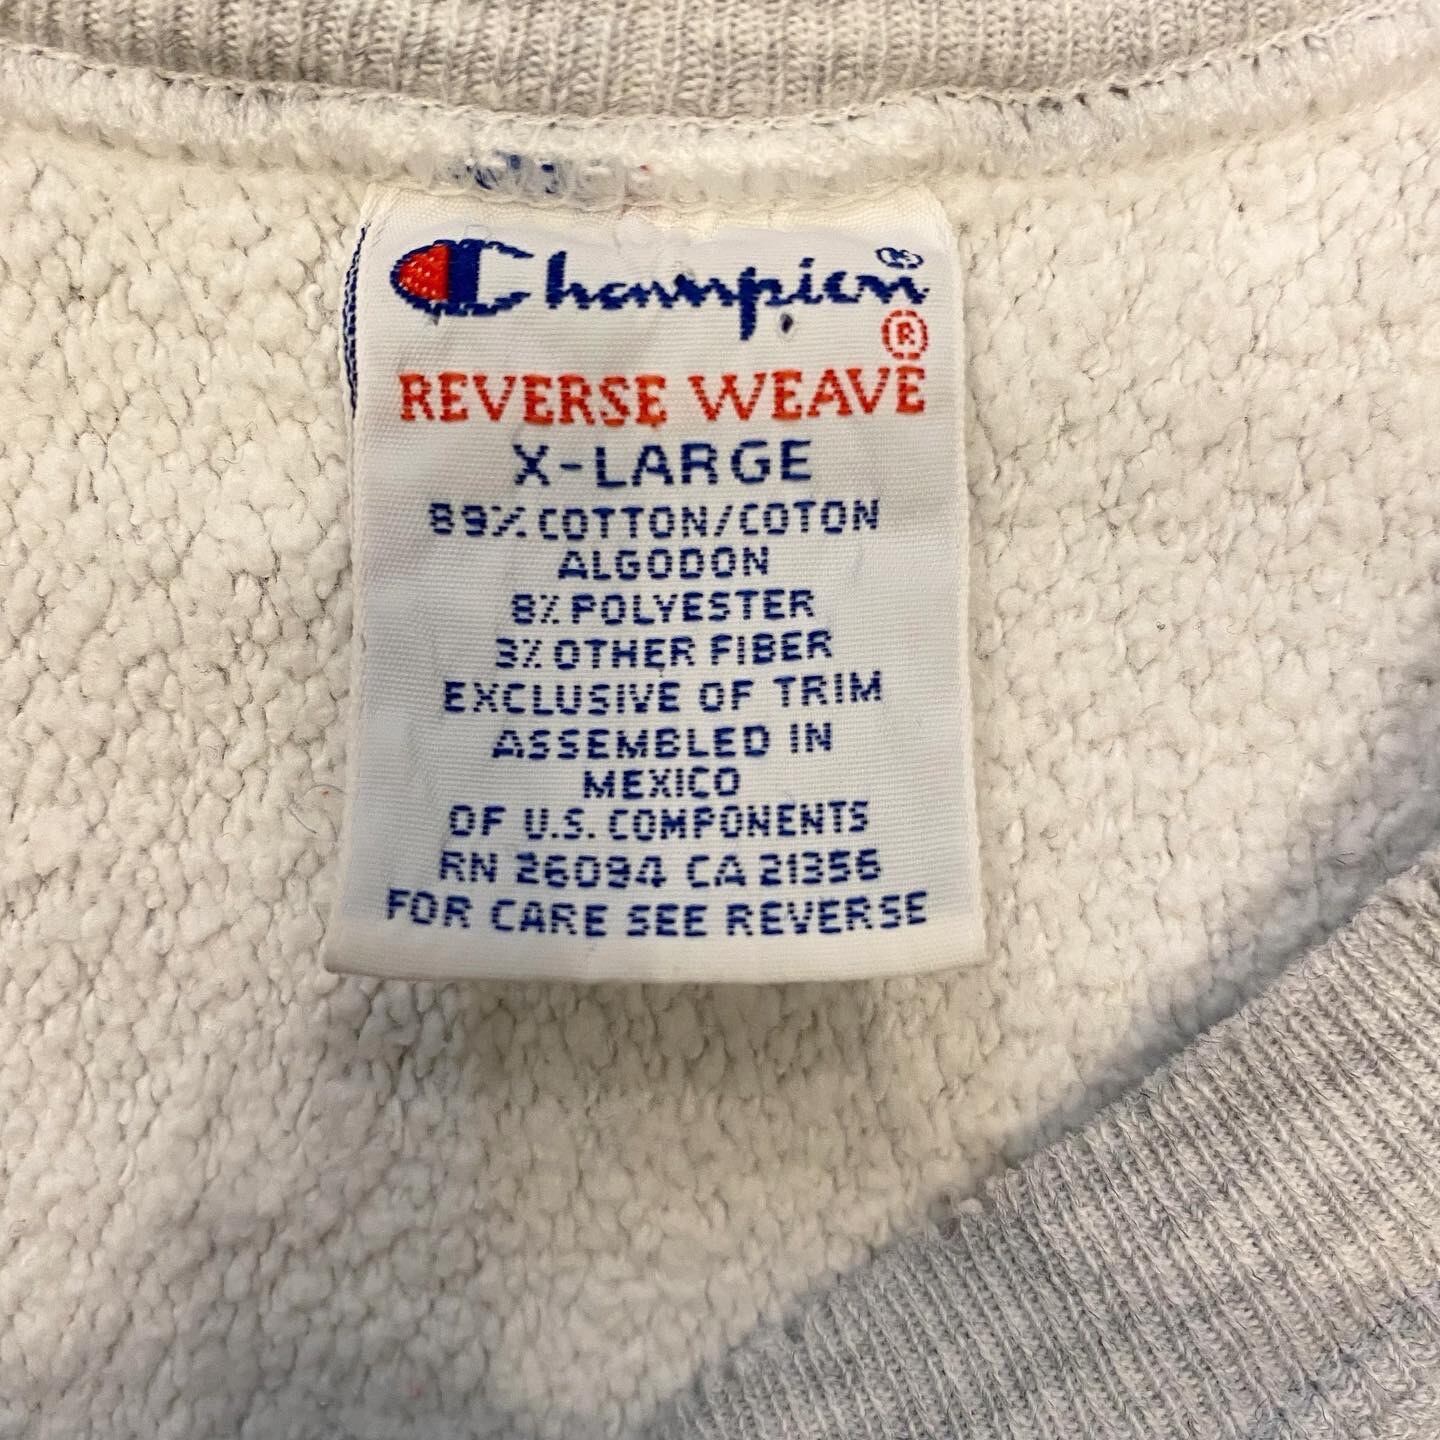 Champion
®
REVERSE WEAVE
X-LARGE
89% COTTON/COTON
ALGODON
8% POLYESTER
3% OTHER FIBER
EXCLUSIVE OF TRIM
ASSEMBLED IN
MEXICO
OF U.S. COMPONENTS
RN 26094 CA 21356
FOR CARE SEE REVERSE